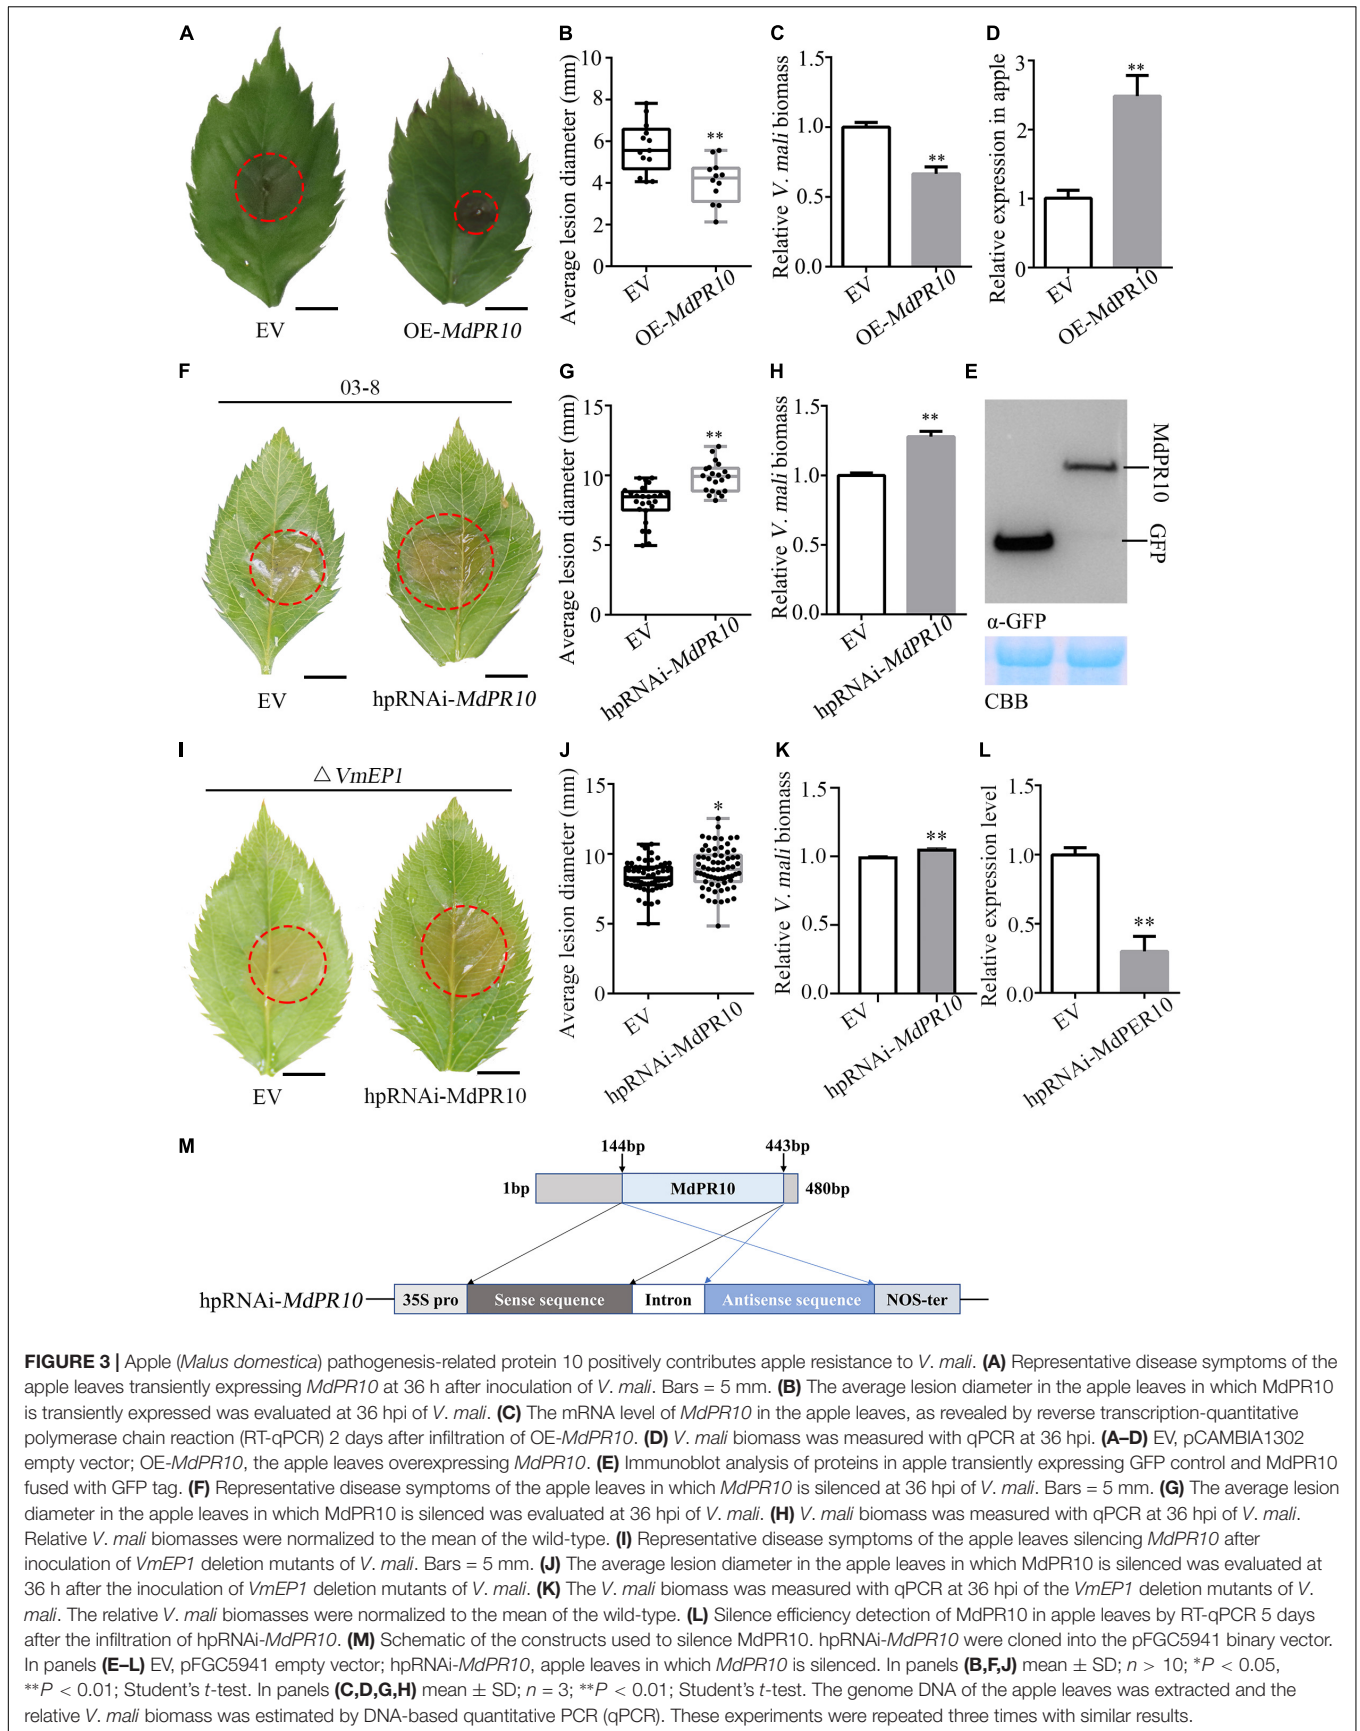 A
EV
OE-MdPR10
B
Average lesion diameter (mm)
10
8
6
4
2
0
**
EV
OE-MdPR10
C
Relative V. mali biomass
1.5
1.0
0.5
0.0
**
EV
OE-MdPR10
D
Relative expression in apple
3
2
1
0
**
EV
OE-MdPR10
F
03-8
EV
hpRNAi-MdPR10
G
Average lesion diameter (mm)
15
10
5
0
**
EV
hpRNAi-MdPR10
H
Relative V. mali biomass
1.5
1.0
0.5
0.0
**
EV
hpRNAi-MdPR10
E
MdPR10
GFP
α-GFP
CBB
I
△ VmEP1
EV
hpRNAi-MdPR10
J
Average lesion diameter (mm)
15
10
5
0
*
EV
hpRNAi-MdPR10
K
Relative V. mali biomass
1.5
1.0
0.5
0.0
**
EV
hpRNAi-MdPR10
L
Relative expression level
1.5
1.0
0.5
0.0
**
EV
hpRNAi-MdPER10
M
144bp 443bp
1bp MdPR10 480bp
hpRNAi-MdPR10 35S pro Sense sequence Intron Antisense sequence NOS-ter
FIGURE 3 | Apple (Malus domestica) pathogenesis-related protein 10 positively contributes apple resistance to V. mali. (A) Representative disease symptoms of the
apple leaves transiently expressing MdPR10 at 36 h after inoculation of V. mali. Bars = 5 mm. (B) The average lesion diameter in the apple leaves in which MdPR10
is transiently expressed was evaluated at 36 hpi of V. mali. (C) The mRNA level of MdPR10 in the apple leaves, as revealed by reverse transcription-quantitative
polymerase chain reaction (RT-qPCR) 2 days after infiltration of OE-MdPR10. (D) V. mali biomass was measured with qPCR at 36 hpi. (A–D) EV, pCAMBIA1302
empty vector; OE-MdPR10, the apple leaves overexpressing MdPR10. (E) Immunoblot analysis of proteins in apple transiently expressing GFP control and MdPR10
fused with GFP tag. (F) Representative disease symptoms of the apple leaves in which MdPR10 is silenced at 36 hpi of V. mali. Bars = 5 mm. (G) The average lesion
diameter in the apple leaves in which MdPR10 is silenced was evaluated at 36 hpi of V. mali. (H) V. mali biomass was measured with qPCR at 36 hpi of V. mali.
Relative V. mali biomasses were normalized to the mean of the wild-type. (I) Representative disease symptoms of the apple leaves silencing MdPR10 after
inoculation of VmEP1 deletion mutants of V. mali. Bars = 5 mm. (J) The average lesion diameter in the apple leaves in which MdPR10 is silenced was evaluated at
36 h after the inoculation of VmEP1 deletion mutants of V. mali. (K) The V. mali biomass was measured with qPCR at 36 hpi of the VmEP1 deletion mutants of V.
mali. The relative V. mali biomasses were normalized to the mean of the wild-type. (L) Silence efficiency detection of MdPR10 in apple leaves by RT-qPCR 5 days
after the infiltration of hpRNAi-MdPR10. (M) Schematic of the constructs used to silence MdPR10. hpRNAi-MdPR10 were cloned into the pFGC5941 binary vector.
In panels (E–L) EV, pFGC5941 empty vector; hpRNAi-MdPR10, apple leaves in which MdPR10 is silenced. In panels (B,F,J) mean ± SD; n > 10; *P < 0.05,
**P < 0.01; Student's t-test. In panels (C,D,G,H) mean ± SD; n = 3; **P < 0.01; Student's t-test. The genome DNA of the apple leaves was extracted and the
relative V. mali biomass was estimated by DNA-based quantitative PCR (qPCR). These experiments were repeated three times with similar results.